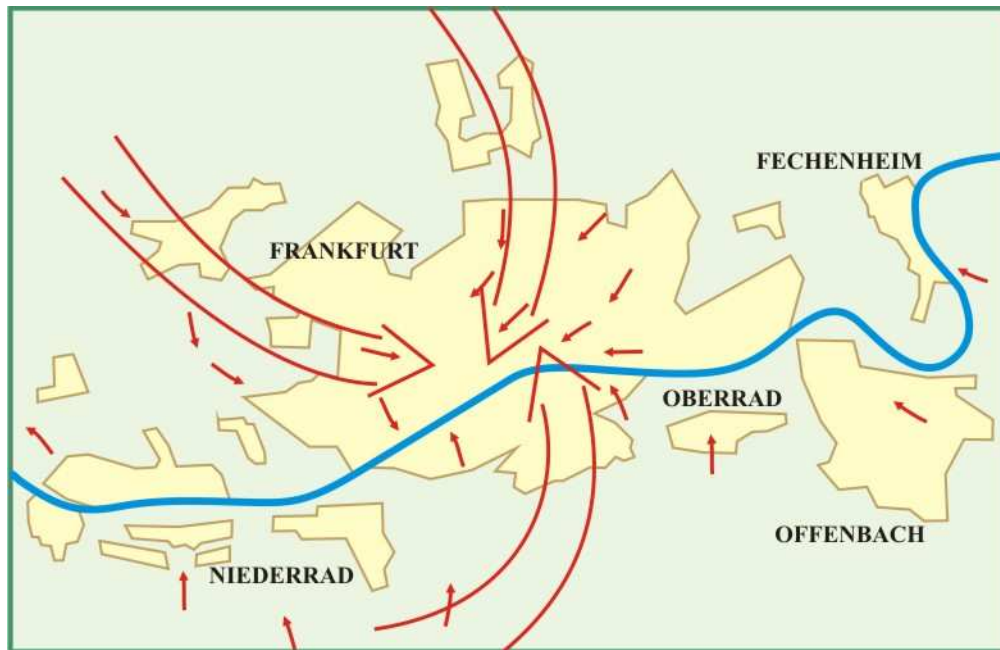 FECHENHEIM
FRANKFURT
OBERRAD
OFFENBACH
NIEDERRAD